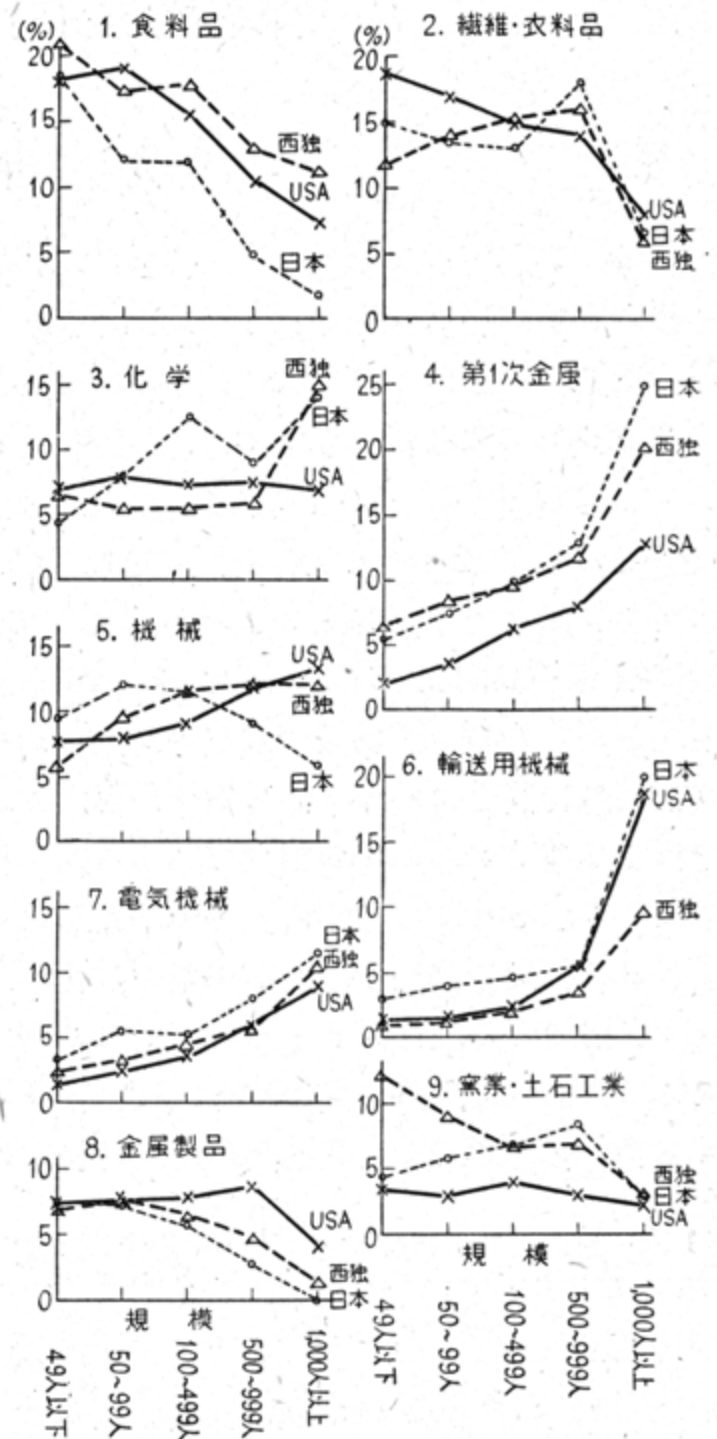 (%) 1. 食料品
20
15
10
5
0
西独
USA
日本
(%) 2. 繊維・衣料品
20
15
10
5
0
USA
日本
西独
3. 化学
15
10
5
0
西独
日本
USA
4. 第1次金属
25
20
15
10
5
0
日本
西独
USA
5. 機械
15
10
5
0
USA
西独
日本
6. 輸送用機械
20
15
10
5
0
日本
USA
西独
7. 電気機械
15
10
5
0
日本
西独
USA
8. 金属製品
10
5
0
USA
西独
日本
規模
49人以下
50~99人
100~499人
500~999人
1,000人以上
9. 窯業・土石工業
10
5
0
西独
日本
USA
規模
49人以下
50~99人
100~499人
500~999人
1,000人以上